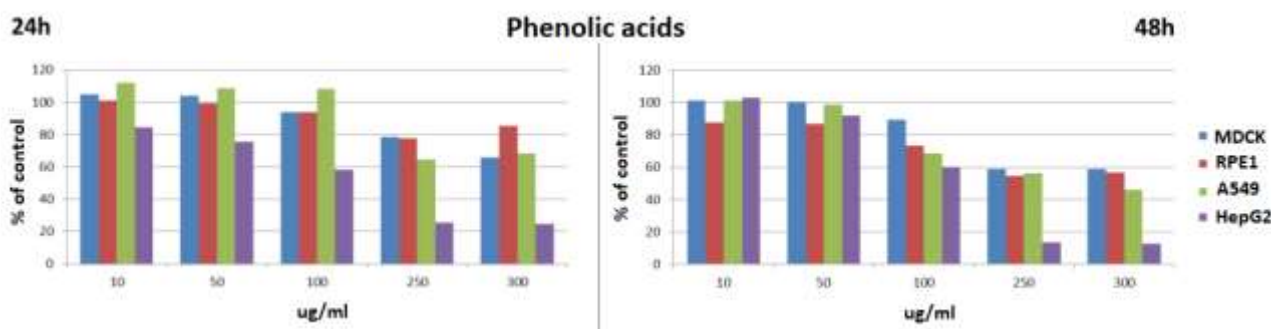 24h
Phenolic acids
48h
120
100
80
60
40
20
0
% of control
10 50 100 250 300
ug/ml
120
100
80
60
40
20
0
% of control
10 50 100 250 300
ug/ml
MDCK
RPE1
A549
HepG2